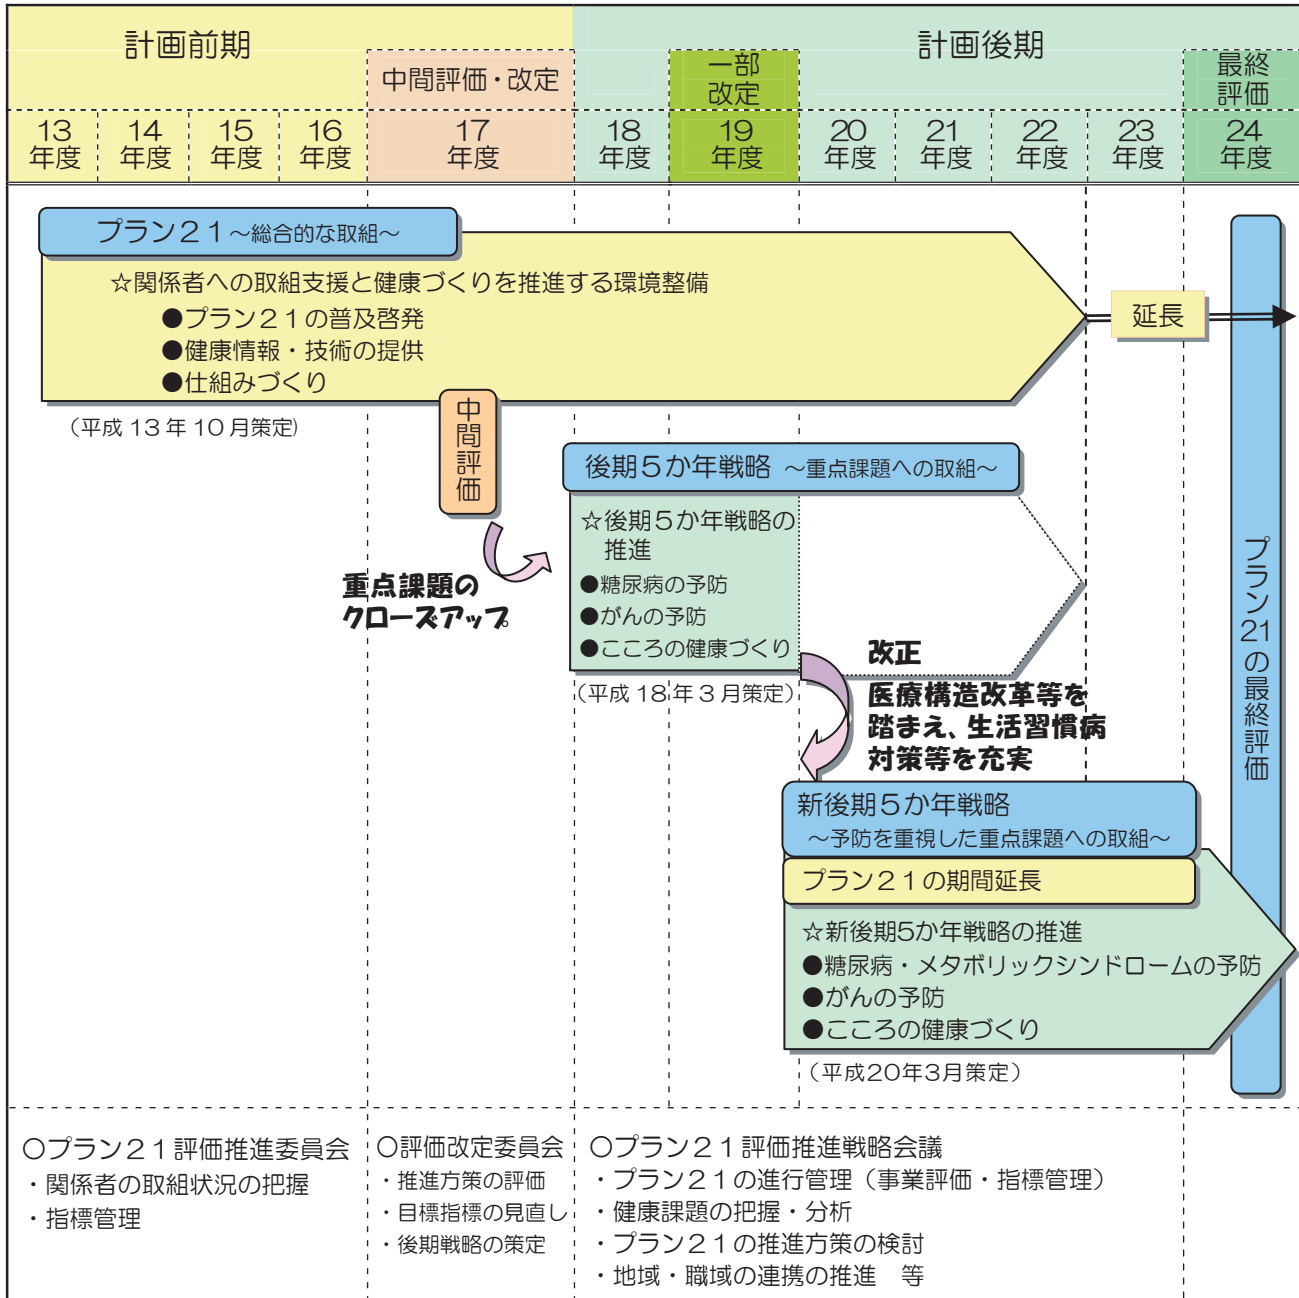 計画前期
計画後期
中間評価・改定
一部
改定
最終
評価
13
年度
14
年度
15
年度
16
年度
17
年度
18
年度
19
年度
20
年度
21
年度
22
年度
23
年度
24
年度
プラン21～総合的な取組～
☆関係者への取組支援と健康づくりを推進する環境整備
●プラン21の普及啓発
●健康情報・技術の提供
●仕組みづくり
延長
（平成13年10月策定)
中間評価
後期5か年戦略 ～重点課題への取組～
☆後期5か年戦略の
推進
●糖尿病の予防
●がんの予防
●こころの健康づくり
重点課題の
クローズアップ
（平成18年3月策定）
改正
医療構造改革等を
踏まえ、生活習慣病
対策等を充実
プラン21の最終評価
新後期5か年戦略
～予防を重視した重点課題への取組～
プラン21の期間延長
☆新後期5か年戦略の推進
●糖尿病・メタボリックシンドロームの予防
●がんの予防
●こころの健康づくり
（平成20年3月策定）
○プラン21評価推進委員会
・関係者の取組状況の把握
・指標管理
○評価改定委員会
・推進方策の評価
・目標指標の見直し
・後期戦略の策定
○プラン21評価推進戦略会議
・プラン21の進行管理（事業評価・指標管理）
・健康課題の把握・分析
・プラン21の推進方策の検討
・地域・職域の連携の推進　等